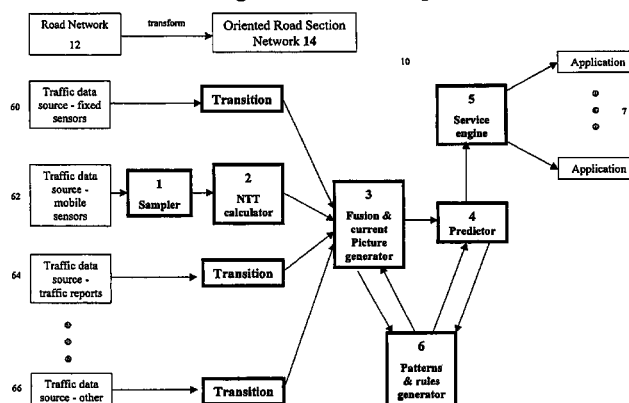 Road Network
12
transform
Oriented Road Section
Network 14
10
60
Traffic data
source - fixed
sensors
Transition
62
Traffic data
source -
mobile
sensors
1
Sampler
2
NTT
calculator
3
Fusion &
current
Picture
generator
4
Predictor
5
Service
engine
Application
7
Application
64
Traffic data
source -
traffic reports
Transition
6
Patterns
& rules
generator
66
Traffic data
source - other
Transition